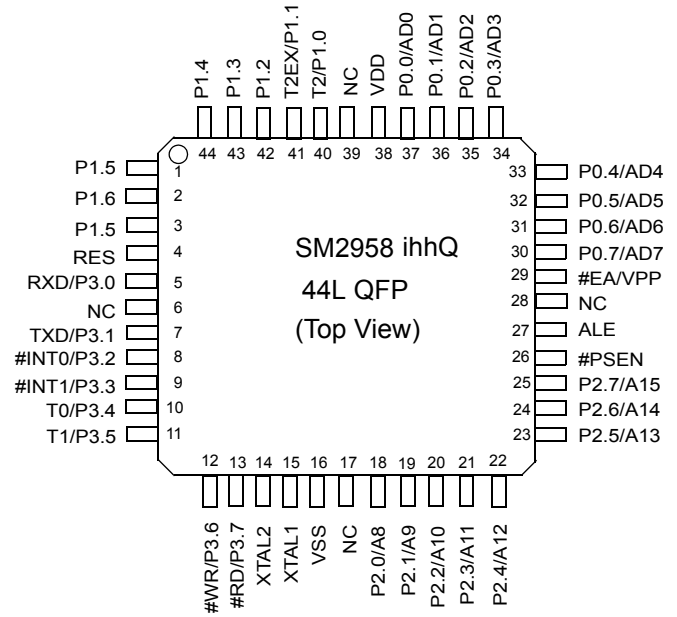 P1.4
P1.3
P1.2
T2EX/P1.1
T2/P1.0
NC
VDD
P0.0/AD0
P0.1/AD1
P0.2/AD2
P0.3/AD3
44 43 42 41 40 39 38 37 36 35 34
P1.5 1
P1.6 2
P1.5 3
RES 4
RXD/P3.0 5
NC 6
TXD/P3.1 7
#INT0/P3.2 8
#INT1/P3.3 9
T0/P3.4 10
T1/P3.5 11
SM2958 ihhQ
44L QFP
(Top View)
33 P0.4/AD4
32 P0.5/AD5
31 P0.6/AD6
30 P0.7/AD7
29 #EA/VPP
28 NC
27 ALE
26 #PSEN
25 P2.7/A15
24 P2.6/A14
23 P2.5/A13
12 13 14 15 16 17 18 19 20 21 22
#WR/P3.6
#RD/P3.7
XTAL2
XTAL1
VSS
NC
P2.0/A8
P2.1/A9
P2.2/A10
P2.3/A11
P2.4/A12